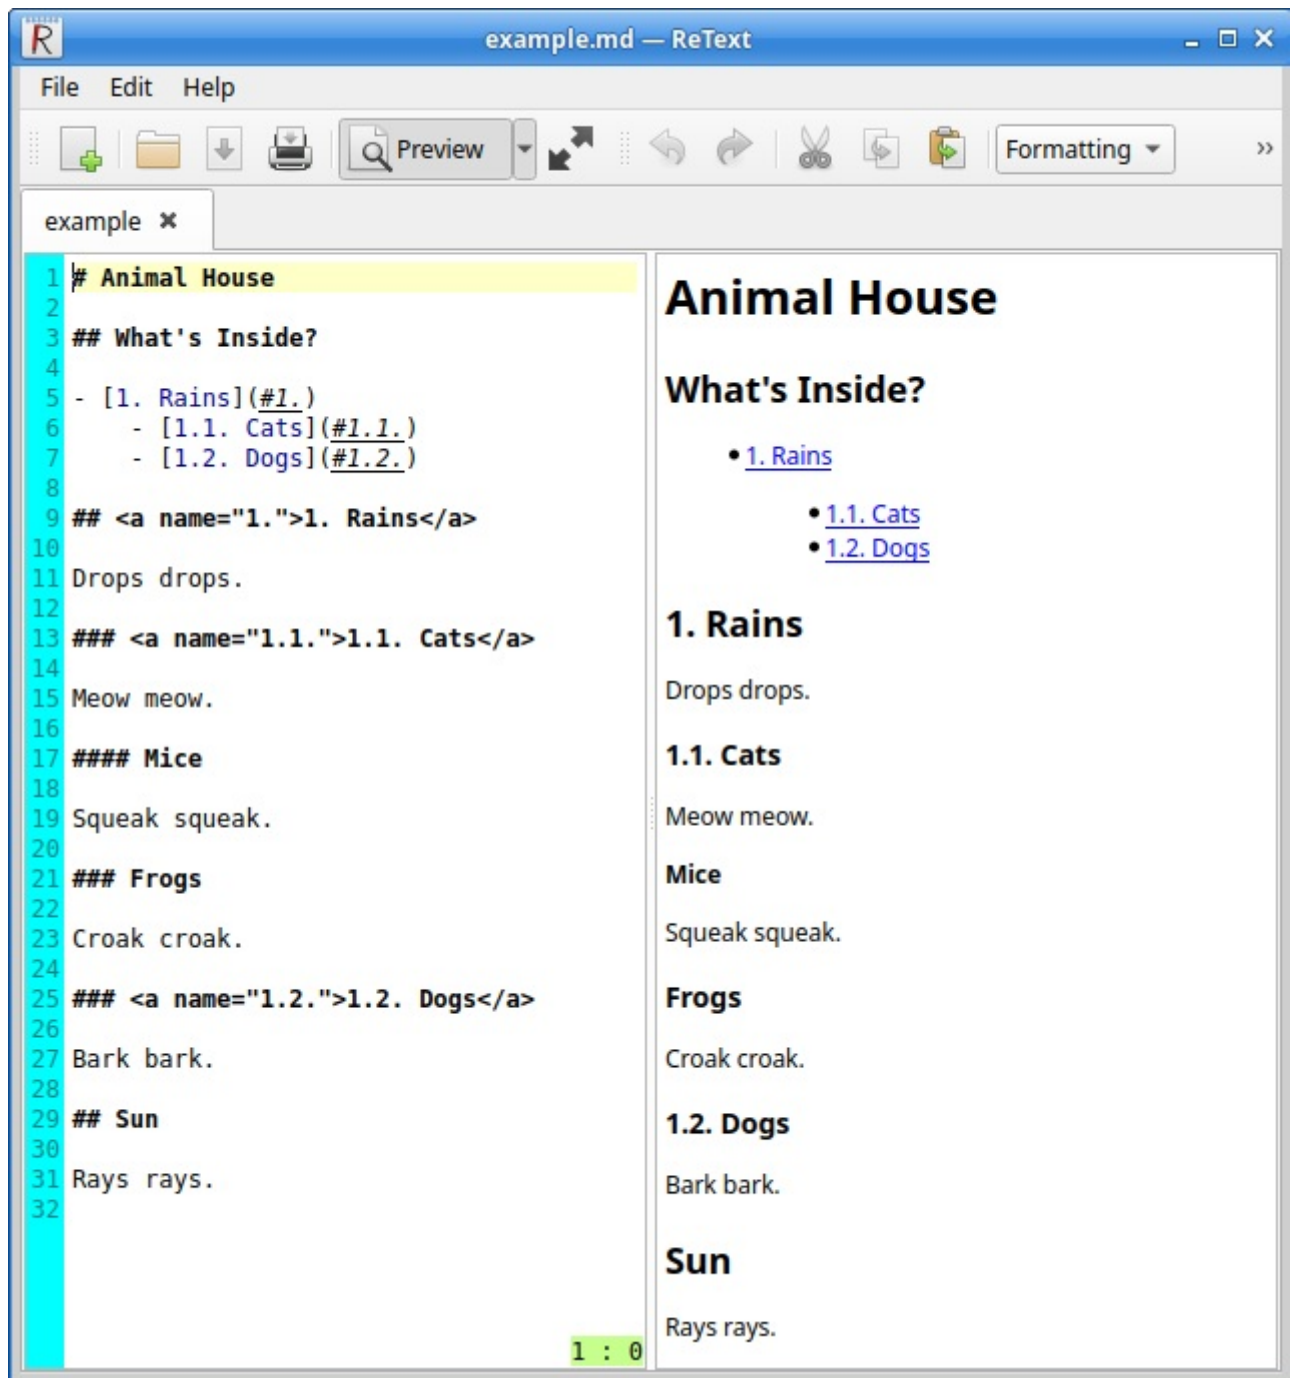 example.md — ReText
File Edit Help
Preview Formatting »
example
1 # Animal House
2
3 ## What's Inside?
4
5 - [1. Rains](#1.)
6     - [1.1. Cats](#1.1.)
7     - [1.2. Dogs](#1.2.)
8
9 ## <a name="1.">1. Rains</a>
10
11 Drops drops.
12
13 ### <a name="1.1.">1.1. Cats</a>
14
15 Meow meow.
16
17 #### Mice
18
19 Squeak squeak.
20
21 ### Frogs
22
23 Croak croak.
24
25 ### <a name="1.2.">1.2. Dogs</a>
26
27 Bark bark.
28
29 ## Sun
30
31 Rays rays.
32
1 : 0
Animal House
What's Inside?
• 1. Rains
• 1.1. Cats
• 1.2. Dogs
1. Rains
Drops drops.
1.1. Cats
Meow meow.
Mice
Squeak squeak.
Frogs
Croak croak.
1.2. Dogs
Bark bark.
Sun
Rays rays.